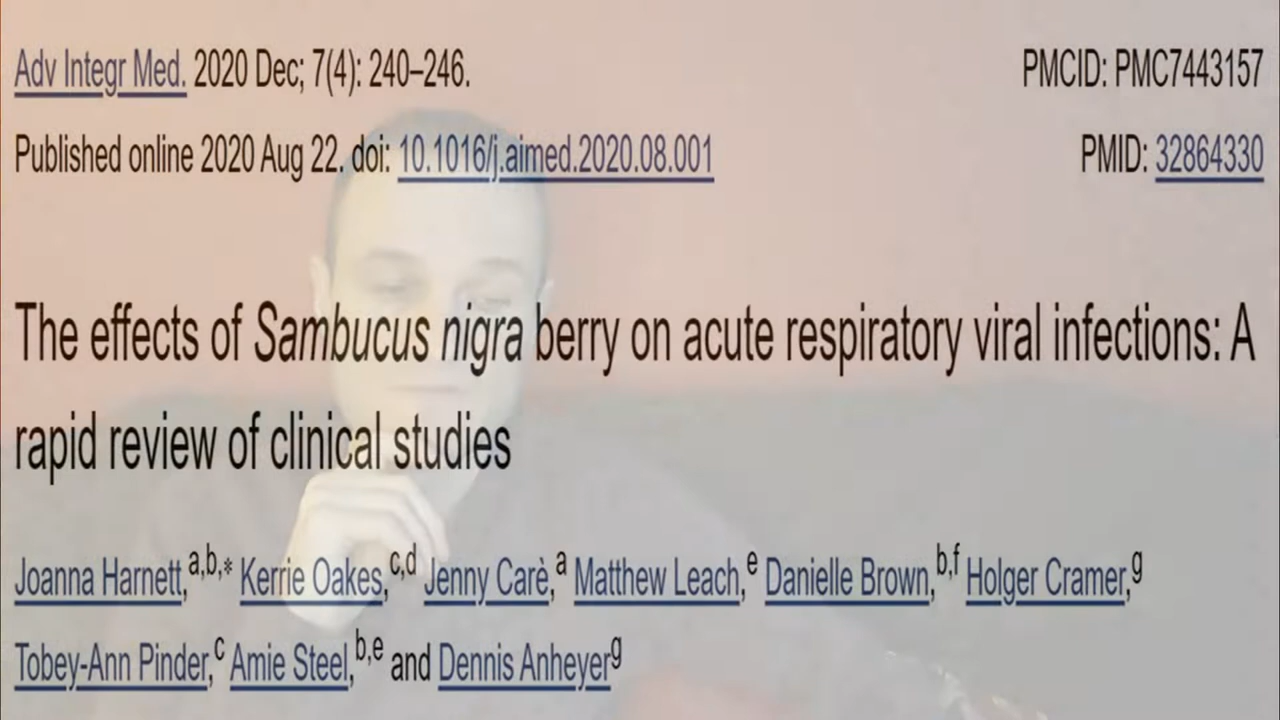 Adv Integr Med. 2020 Dec; 7(4): 240–246. PMCID: PMC7443157
Published online 2020 Aug 22. doi: 10.1016/j.aimed.2020.08.001 PMID: 32864330
The effects of Sambucus nigra berry on acute respiratory viral infections: A
rapid review of clinical studies
Joanna Harnett,a,b,* Kerrie Oakes,c,d Jenny Carè,a Matthew Leach,e Danielle Brown,b,f Holger Cramer,g
Tobey-Ann Pinder,c Amie Steel,b,e and Dennis Anheyerg